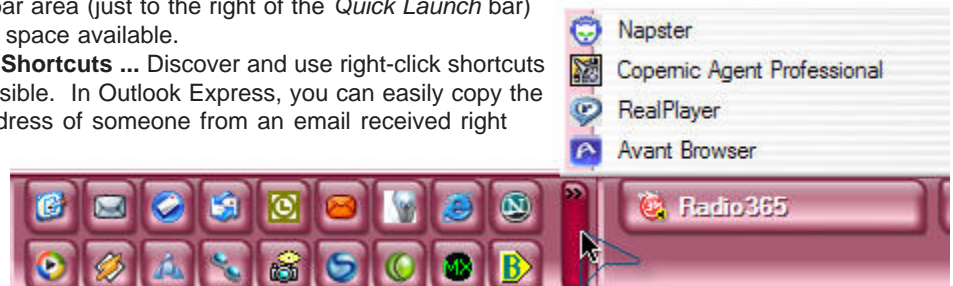 bar area (just to the right of the Quick Launch bar)
space available.
Shortcuts ... Discover and use right-click shortcuts
sible. In Outlook Express, you can easily copy the
dress of someone from an email received right
Napster
Copernic Agent Professional
RealPlayer
Avant Browser
»
Radio365
N
MX
B